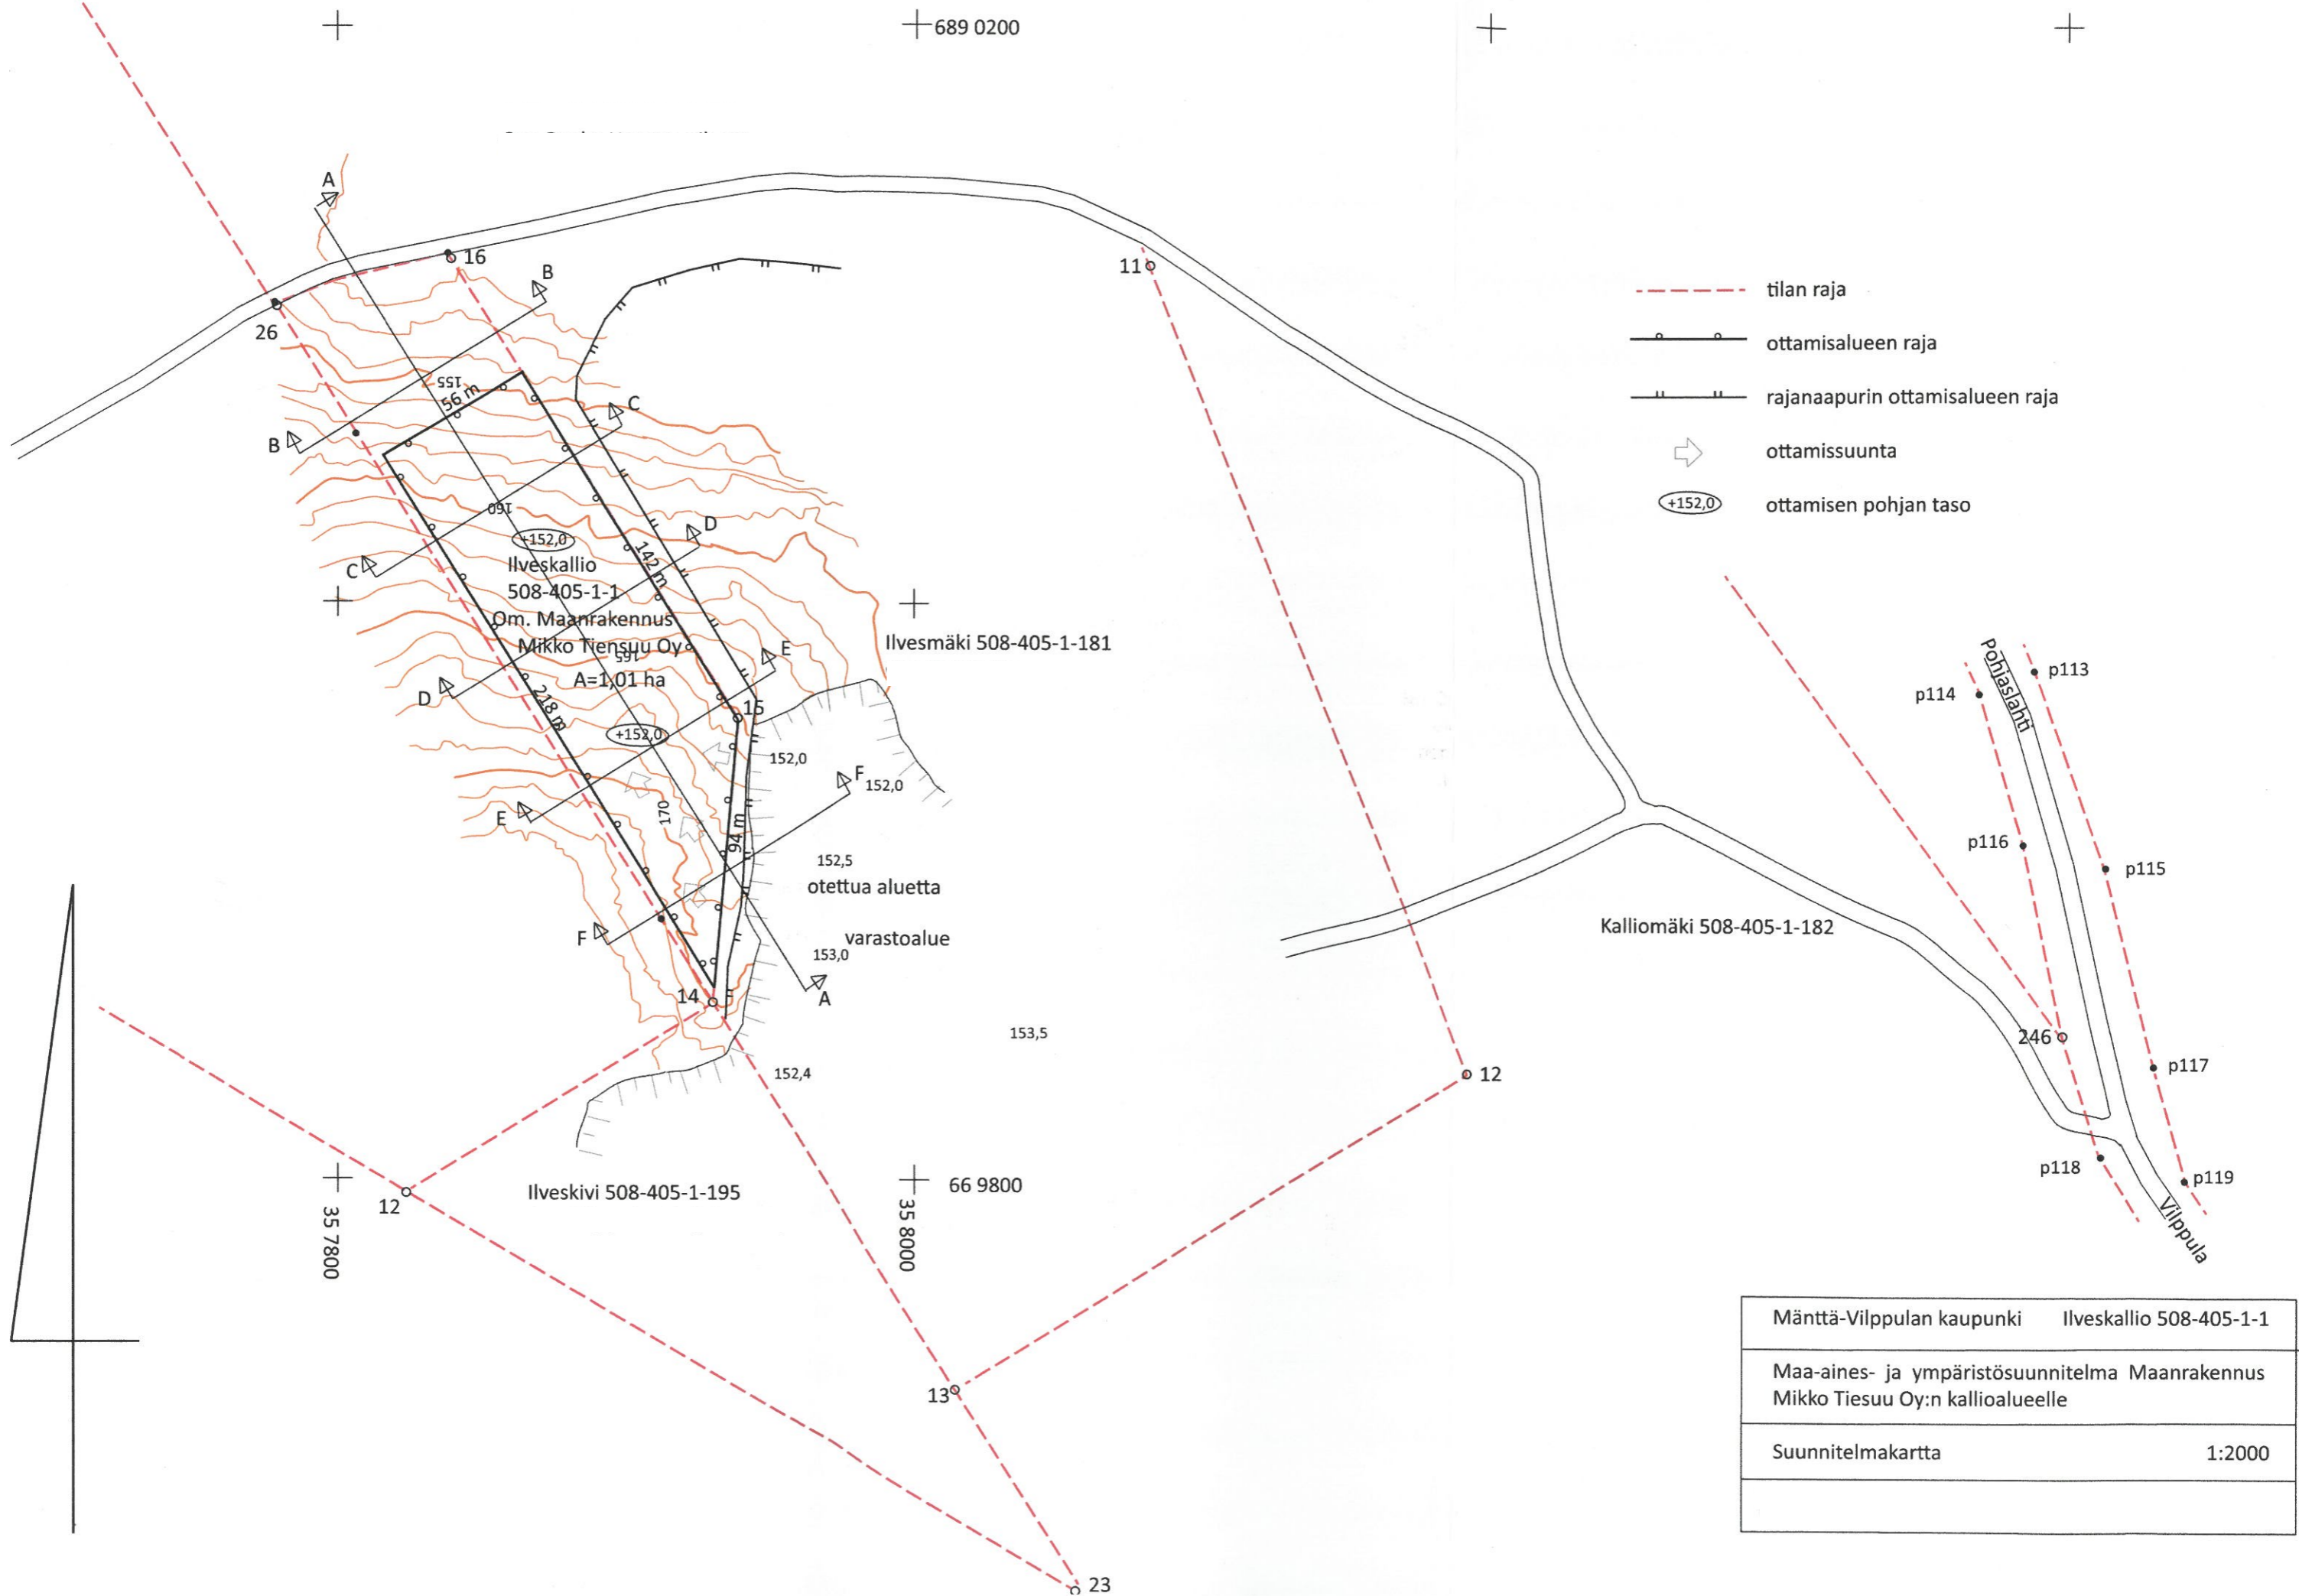 689 0200
A
16
B
11
26
tilan raja
ottamisalueen raja
rajanaapurin ottamisalueen raja
ottamissuunta
+152,0 ottamisen pohjan taso
155
56 m
C
B
160
D
+152,0
142 m
C
Ilveskallio
508-405-1-1
Om. Maanrakennus
Mikko Tiensuu Oy
165
A=1,01 ha
E
Ilvesmäki 508-405-1-181
D
218 m
15
+152,0
152,0
F
152,0
E
170
94 m
152,5
otettua aluetta
F
varastoalue
153,0
A
14
153,5
152,4
12
Kalliomäki 508-405-1-182
Pohjaslahti
p113
p114
p116
p115
246
p117
p118
p119
Vilppula
12
Ilveskivi 508-405-1-195
66 9800
35 7800
35 8000
13
23
Mänttä-Vilppulan kaupunki Ilveskallio 508-405-1-1
Maa-aines- ja ympäristösuunnitelma Maanrakennus
Mikko Tiesuu Oy:n kallioalueelle
Suunnitelmakartta 1:2000